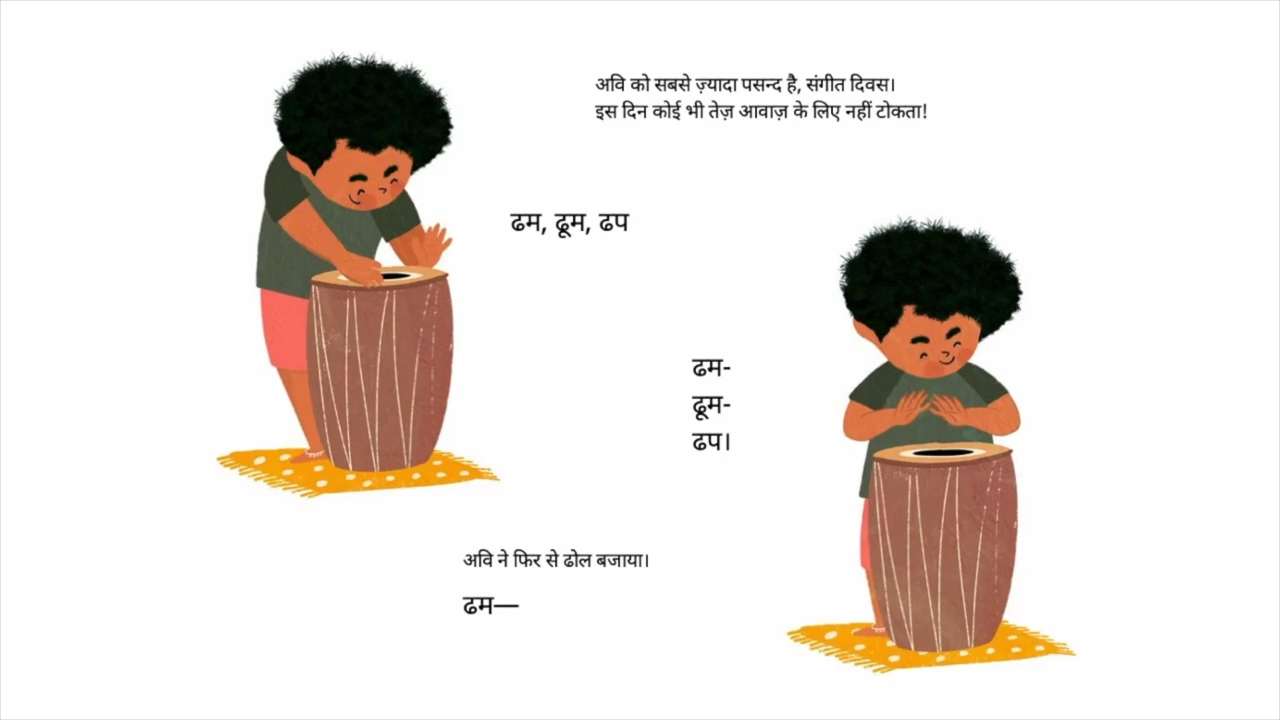 अवि को सबसे ज़्यादा पसन्द है, संगीत दिवस।
इस दिन कोई भी तेज़ आवाज़ के लिए नहीं टोकता!
ढम, ढूम, ढप
ढम-
ढूम-
ढप।
अवि ने फिर से ढोल बजाया।
ढम—